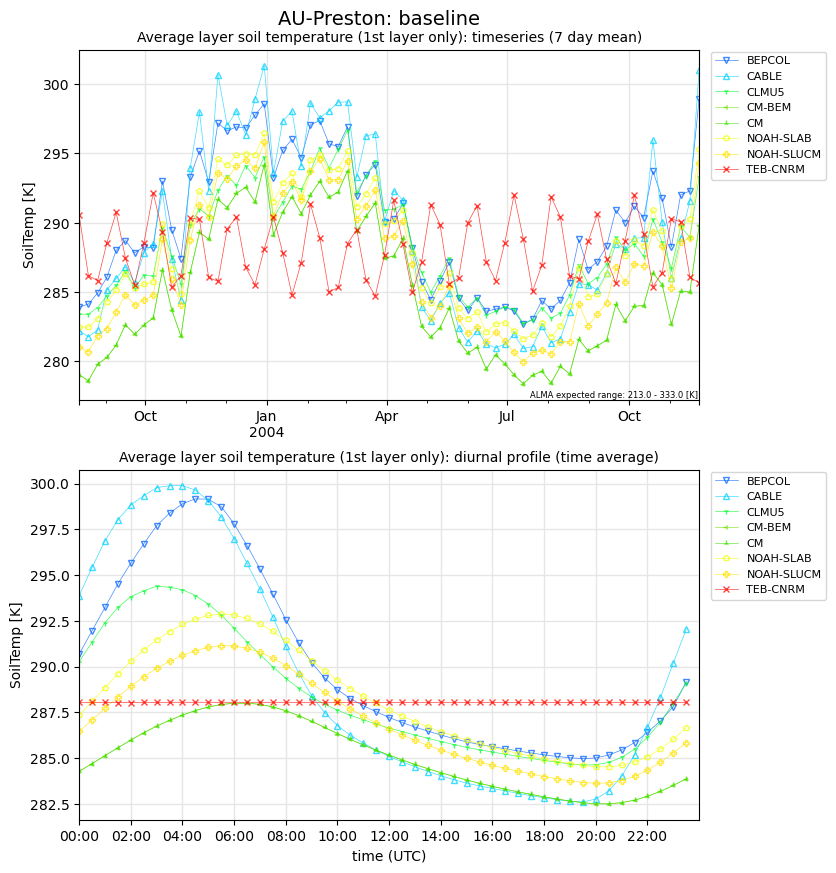 AU-Preston: baseline
Average layer soil temperature (1st layer only): timeseries (7 day mean)
SoilTemp [K]
300
295
290
285
280
Oct
Jan
2004
Apr
Jul
Oct
ALMA expected range: 213.0 - 333.0 [K]
BEPCOL
CABLE
CLMU5
CM-BEM
CM
NOAH-SLAB
NOAH-SLUCM
TEB-CNRM
Average layer soil temperature (1st layer only): diurnal profile (time average)
SoilTemp [K]
300.0
297.5
295.0
292.5
290.0
287.5
285.0
282.5
00:00
02:00
04:00
06:00
08:00
10:00
12:00
14:00
16:00
18:00
20:00
22:00
time (UTC)
BEPCOL
CABLE
CLMU5
CM-BEM
CM
NOAH-SLAB
NOAH-SLUCM
TEB-CNRM